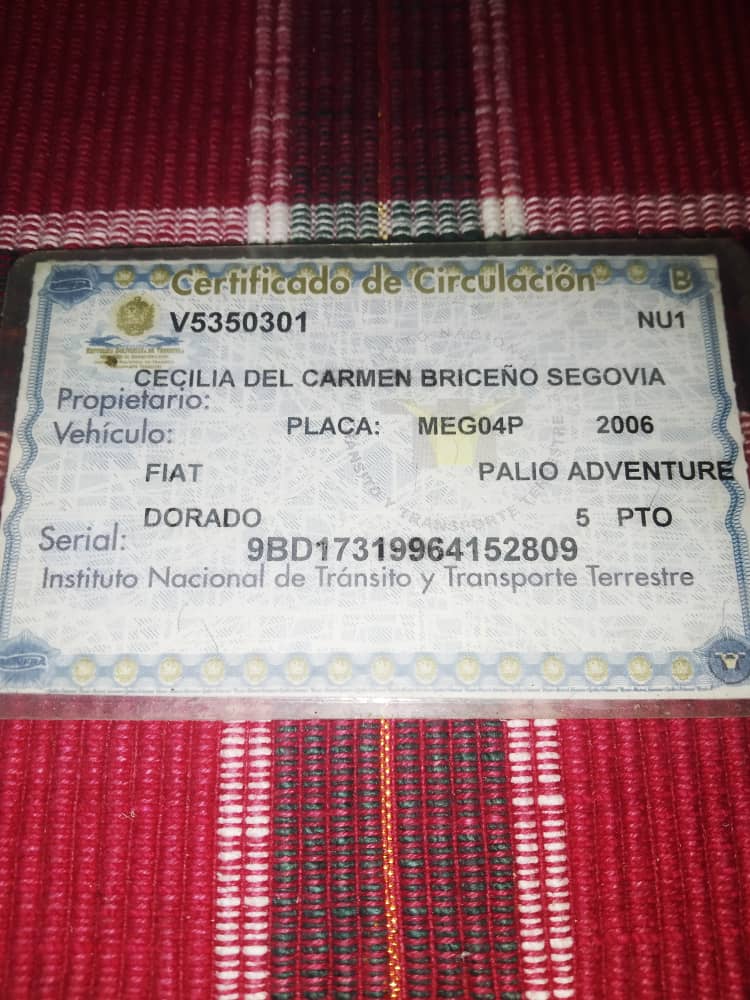 Certificado de Circulación B
V5350301 NU1
CECILIA DEL CARMEN BRICEÑO SEGOVIA
Propietario:
Vehículo: PLACA: MEG04P 2006
FIAT PALIO ADVENTURE
DORADO 5 PTO
Serial: 9BD17319964152809
Instituto Nacional de Tránsito y Transporte Terrestre